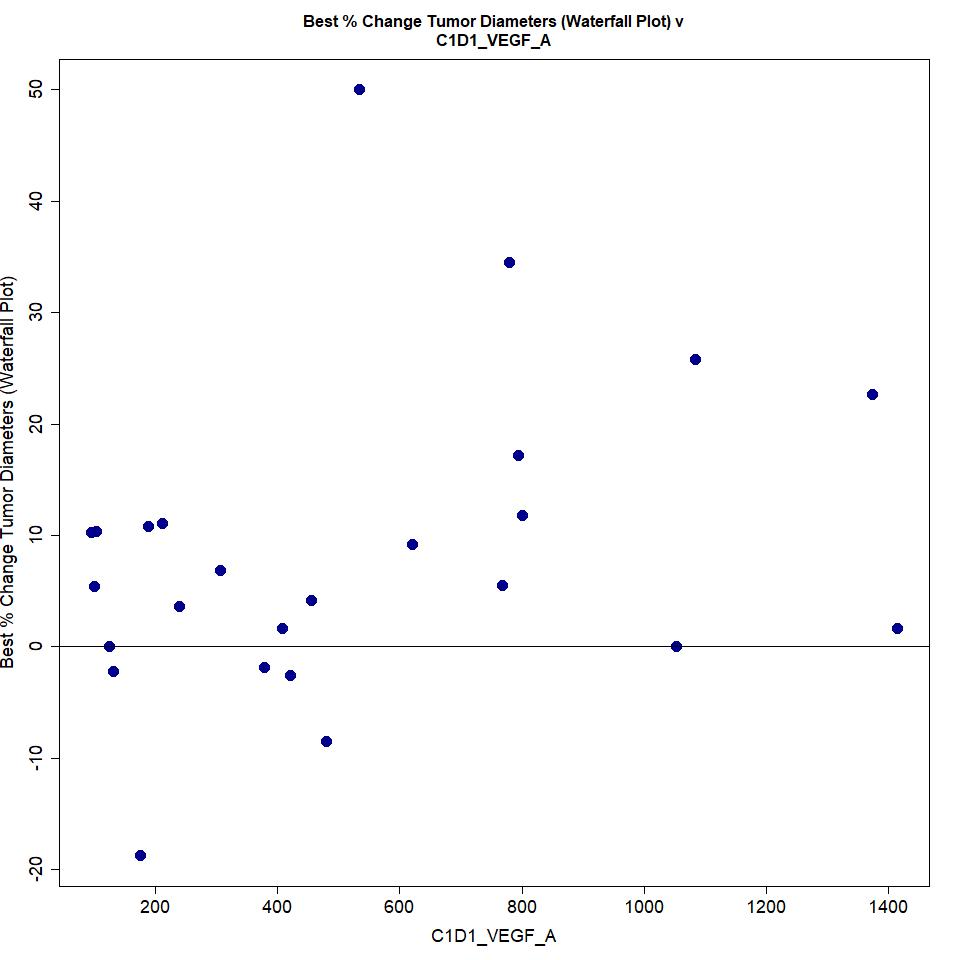 Best % Change Tumor Diameters (Waterfall Plot) v
C1D1_VEGF_A
Best % Change Tumor Diameters (Waterfall Plot)
50
40
30
20
10
0
-10
-20
200 400 600 800 1000 1200 1400
C1D1_VEGF_A